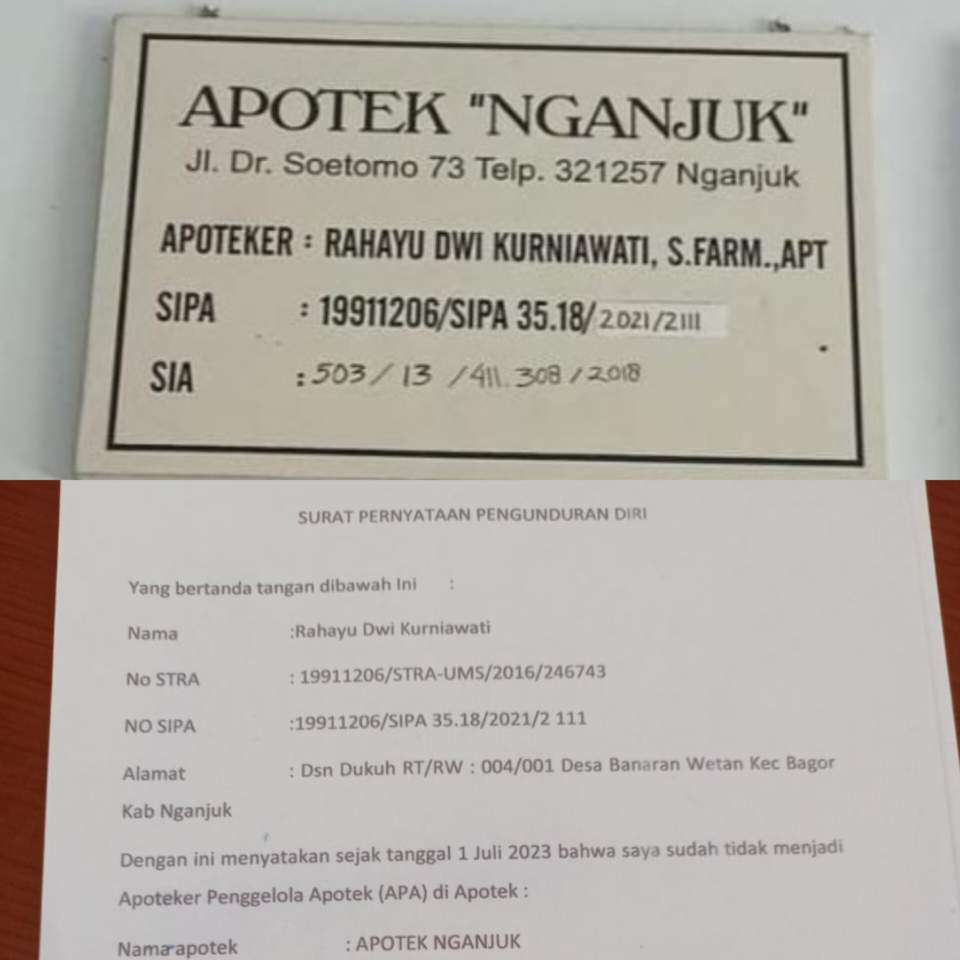 APOTEK "NGANJUK"
Jl. Dr. Soetomo 73 Telp. 321257 Nganjuk
APOTEKER : RAHAYU DWI KURNIAWATI, S.FARM.,APT
SIPA : 19911206/SIPA 35.18/2021/2111
SIA : 503/13/411.308/2018
SURAT PERNYATAAN PENGUNDURAN DIRI
Yang bertanda tangan dibawah Ini :
Nama :Rahayu Dwi Kurniawati
No STRA : 19911206/STRA-UMS/2016/246743
NO SIPA :19911206/SIPA 35.18/2021/2 111
Alamat : Dsn Dukuh RT/RW : 004/001 Desa Banaran Wetan Kec Bagor
Kab Nganjuk
Dengan ini menyatakan sejak tanggal 1 Juli 2023 bahwa saya sudah tidak menjadi
Apoteker Penggelola Apotek (APA) di Apotek :
Nama apotek : APOTEK NGANJUK